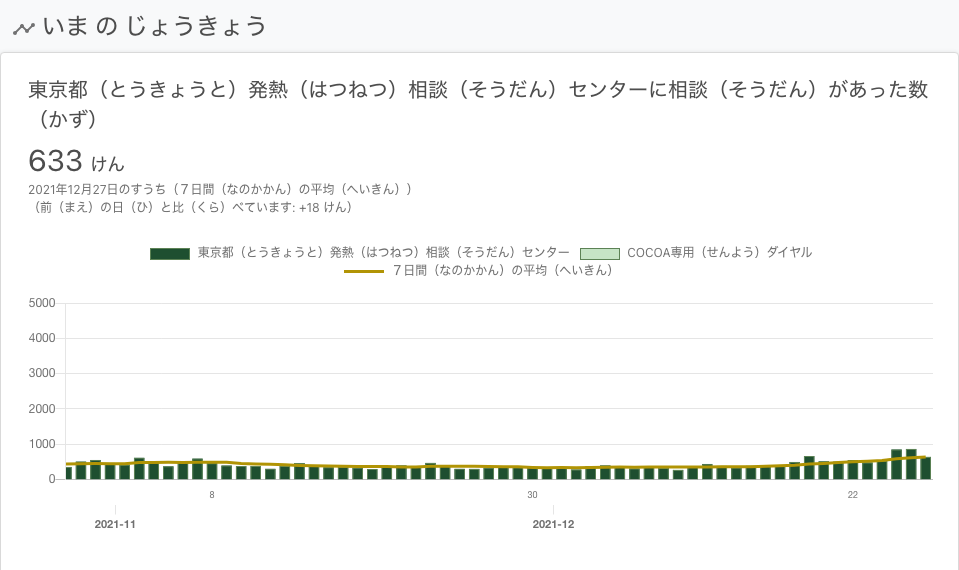 いま の じょうきょう
東京都（とうきょうと）発熱（はつねつ）相談（そうだん）センターに相談（そうだん）があった数
（かず）
633 けん
2021年12月27日のすうち（７日間（なのかかん）の平均（へいきん））
（前（まえ）の日（ひ）と比（くら）べています: +18 けん）
東京都（とうきょうと）発熱（はつねつ）相談（そうだん）センター COCOA専用（せんよう）ダイヤル
７日間（なのかかん）の平均（へいきん）
5000
4000
3000
2000
1000
0
8 30 22
2021-11 2021-12